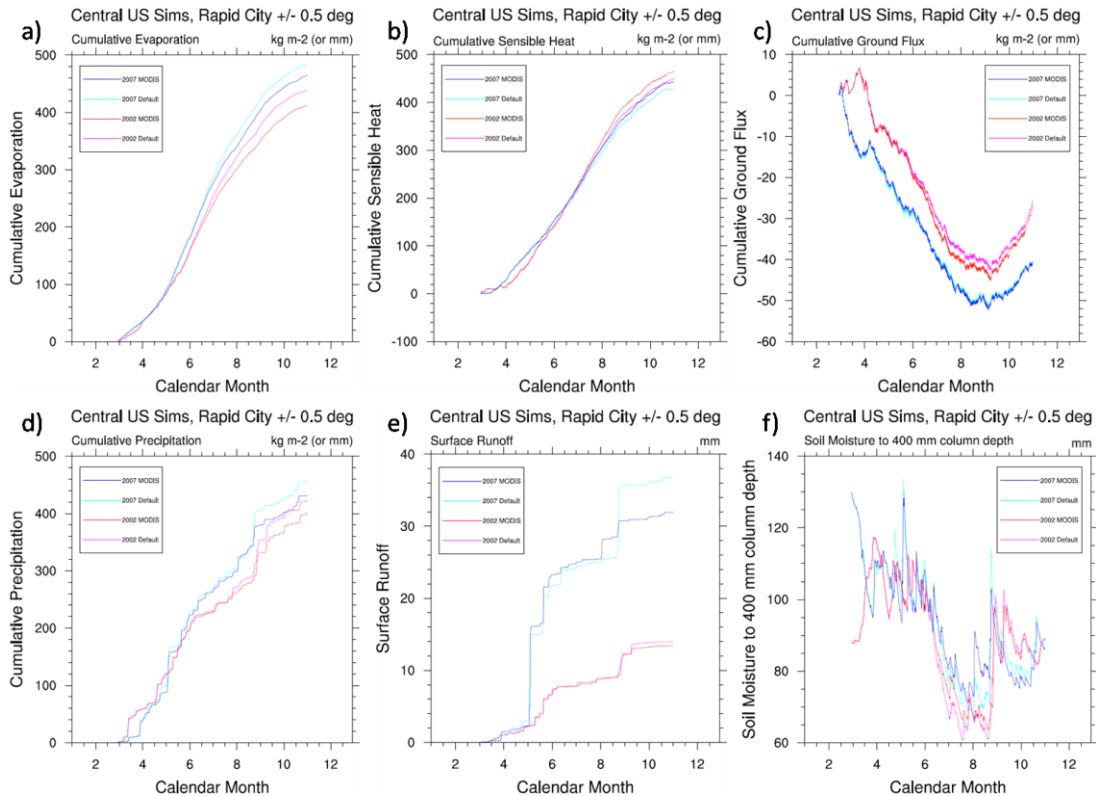 Central US Sims, Rapid City +/- 0.5 deg
a)
Cumulative Evaporation kg m-2 (or mm)
500
400
300
200
100
0
2007 MODIS
2007 Default
2002 MODIS
2002 Default
Cumulative Evaporation
2 4 6 8 10 12
Calendar Month
Central US Sims, Rapid City +/- 0.5 deg
b)
Cumulative Sensible Heat kg m-2 (or mm)
500
400
300
200
100
0
-100
2007 MODIS
2007 Default
2002 MODIS
2002 Default
Cumulative Sensible Heat
2 4 6 8 10 12
Calendar Month
Central US Sims, Rapid City +/- 0.5 deg
c)
Cumulative Ground Flux kg m-2 (or mm)
10
0
-10
-20
-30
-40
-50
-60
2007 MODIS
2007 Default
2002 MODIS
2002 Default
Cumulative Ground Flux
2 4 6 8 10 12
Calendar Month
Central US Sims, Rapid City +/- 0.5 deg
d)
Cumulative Precipitation kg m-2 (or mm)
500
400
300
200
100
0
2007 MODIS
2007 Default
2002 MODIS
2002 Default
Cumulative Precipitation
2 4 6 8 10 12
Calendar Month
Central US Sims, Rapid City +/- 0.5 deg
e)
Surface Runoff mm
40
30
20
10
0
2007 MODIS
2007 Default
2002 MODIS
2002 Default
Surface Runoff
2 4 6 8 10 12
Calendar Month
Central US Sims, Rapid City +/- 0.5 deg
f)
Soil Moisture to 400 mm column depth mm
140
120
100
80
60
2007 MODIS
2007 Default
2002 MODIS
2002 Default
Soil Moisture to 400 mm column depth
2 4 6 8 10 12
Calendar Month